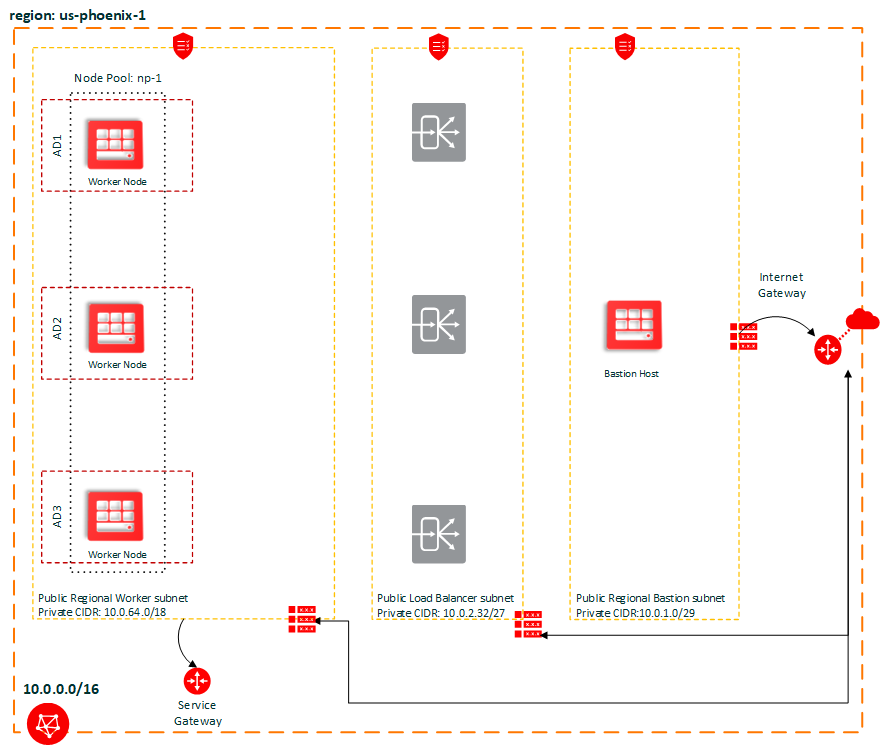 region: us-phoenix-1
Node Pool: np-1
AD1
Worker Node
AD2
Worker Node
AD3
Worker Node
Public Regional Worker subnet
Private CIDR: 10.0.64.0/18
Public Load Balancer subnet
Private CIDR: 10.0.2.32/27
Bastion Host
Public Regional Bastion subnet
Private CIDR:10.0.1.0/29
Internet
Gateway
x.x.x
x.x.x
x.x.x
x.x.x
x.x.x
x.x.x
x.x.x
x.x.x
x.x.x
Service
Gateway
10.0.0.0/16